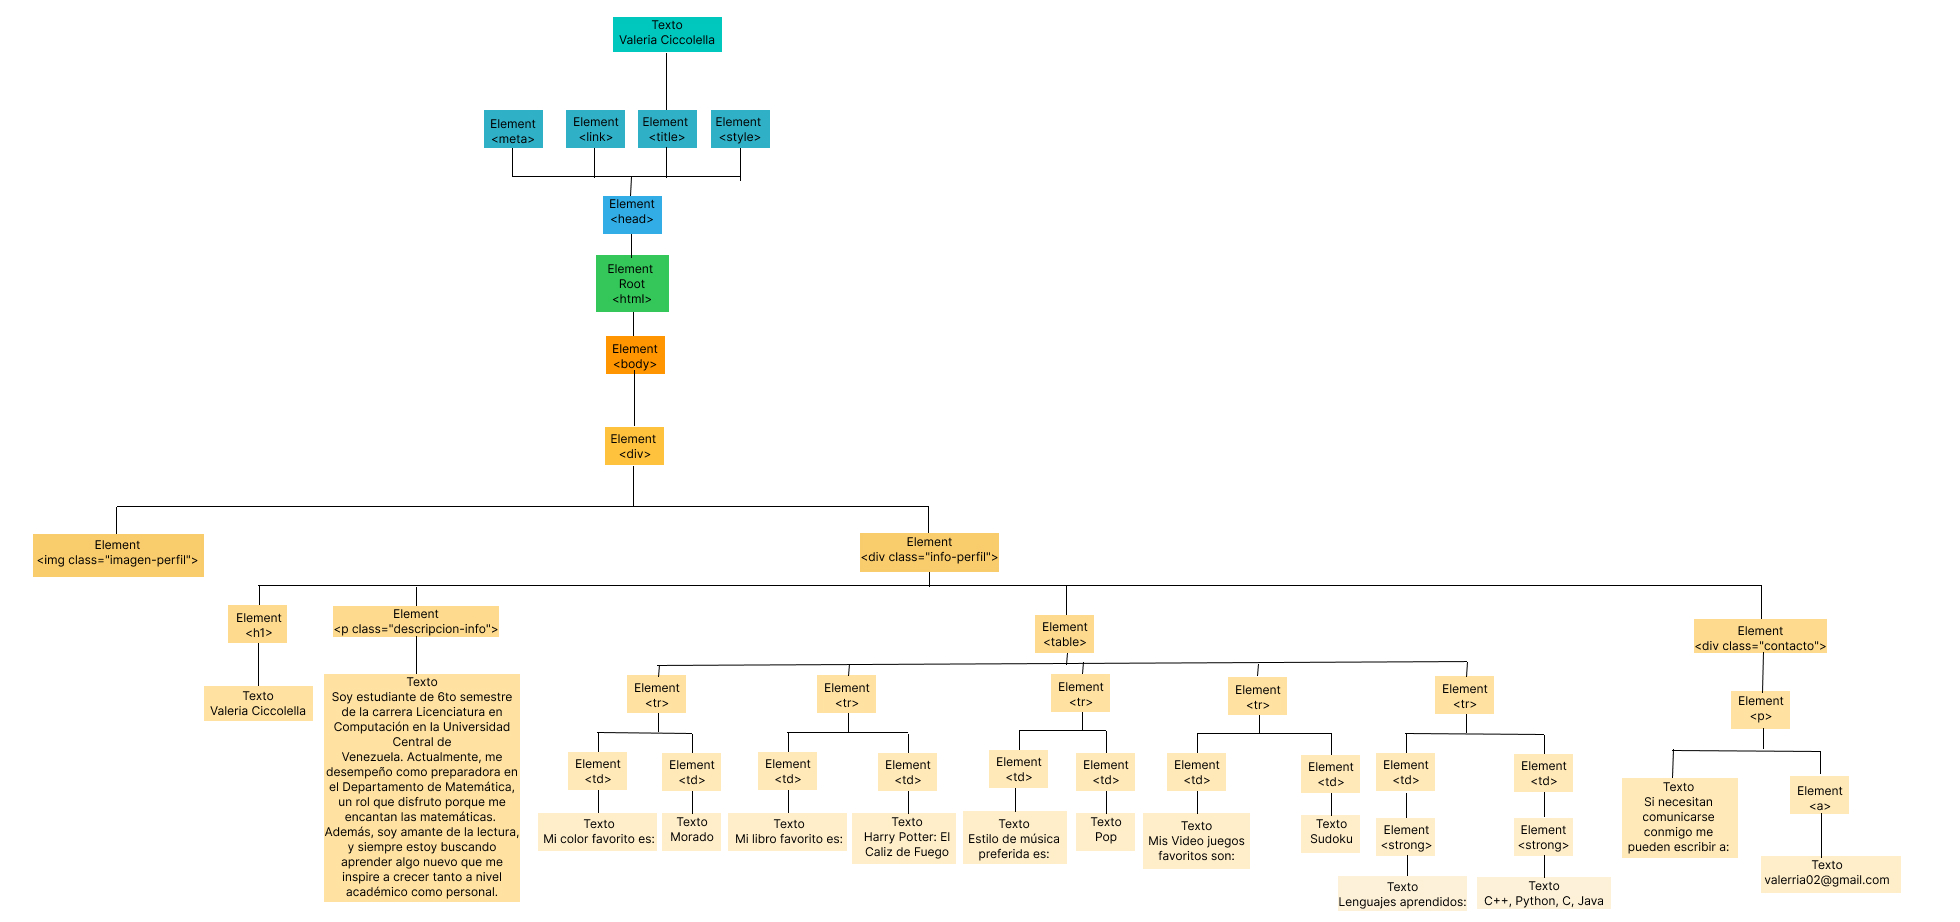 Texto
Valeria Ciccolella
Element
<meta>
Element
<link>
Element
<title>
Element
<style>
Element
<head>
Element
Root
<html>
Element
<body>
Element
<div>
Element
<img class="imagen-perfil">
Element
<div class="info-perfil">
Element
<h1>
Element
<p class="descripcion-info">
Element
<table>
Element
<div class="contacto">
Texto
Valeria Ciccolella
Texto
Soy estudiante de 6to semestre
de la carrera Licenciatura en
Computación en la Universidad
Central de
Venezuela. Actualmente, me
desempeño como preparadora en
el Departamento de Matemática,
un rol que disfruto porque me
encantan las matemáticas.
Además, soy amante de la lectura,
y siempre estoy buscando
aprender algo nuevo que me
inspire a crecer tanto a nivel
académico como personal.
Element
<tr>
Element
<tr>
Element
<tr>
Element
<tr>
Element
<tr>
Element
<p>
Element
<td>
Element
<td>
Element
<td>
Element
<td>
Element
<td>
Element
<td>
Element
<td>
Element
<td>
Element
<td>
Element
<td>
Texto
Si necesitan
comunicarse
conmigo me
pueden escribir a:
Element
<a>
Texto
Mi color favorito es:
Texto
Morado
Texto
Mi libro favorito es:
Texto
Harry Potter: El
Caliz de Fuego
Texto
Estilo de música
preferida es:
Texto
Pop
Texto
Mis Video juegos
favoritos son:
Texto
Sudoku
Element
<strong>
Element
<strong>
Texto
valerria02@gmail.com
Texto
Lenguajes aprendidos:
Texto
C++, Python, C, Java